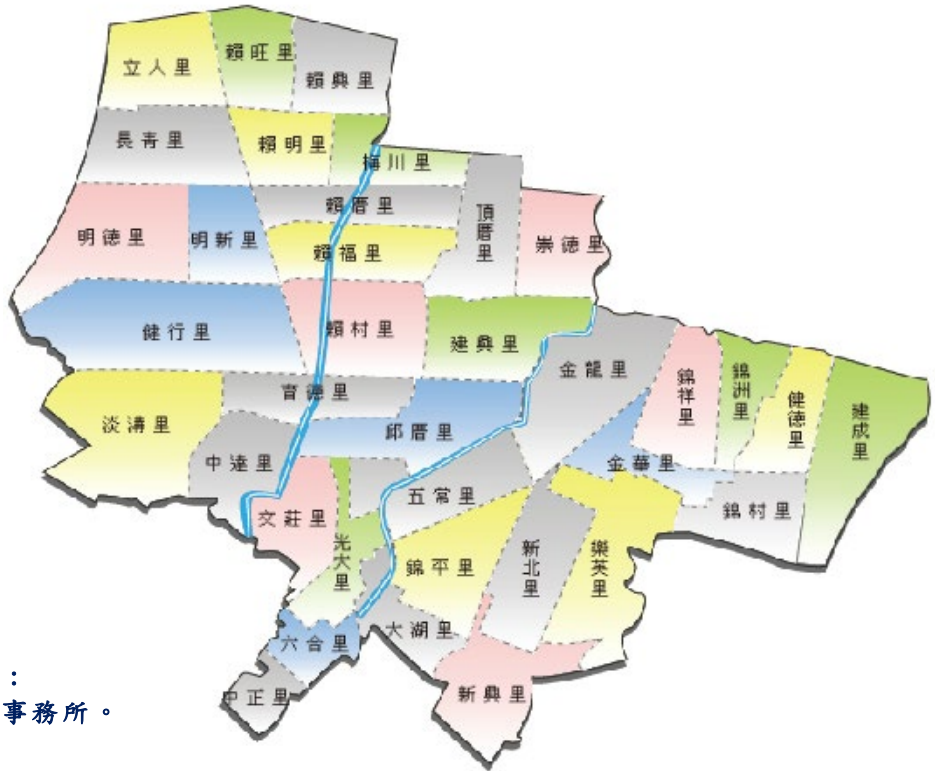 賴旺里
立人里
賴興里
長青里
賴明里
梅川里
賴厝里
頂厝里
明德里
明新里
賴福里
崇德里
健行里
賴村里
建興里
金龍里
錦祥里
錦洲里
健德里
建成里
育德里
淡溝里
邱厝里
中達里
金華里
五常里
錦村里
文莊里
光大里
錦平里
新北里
樂英里
大湖里
六合里
中正里
新興里
：
事務所。